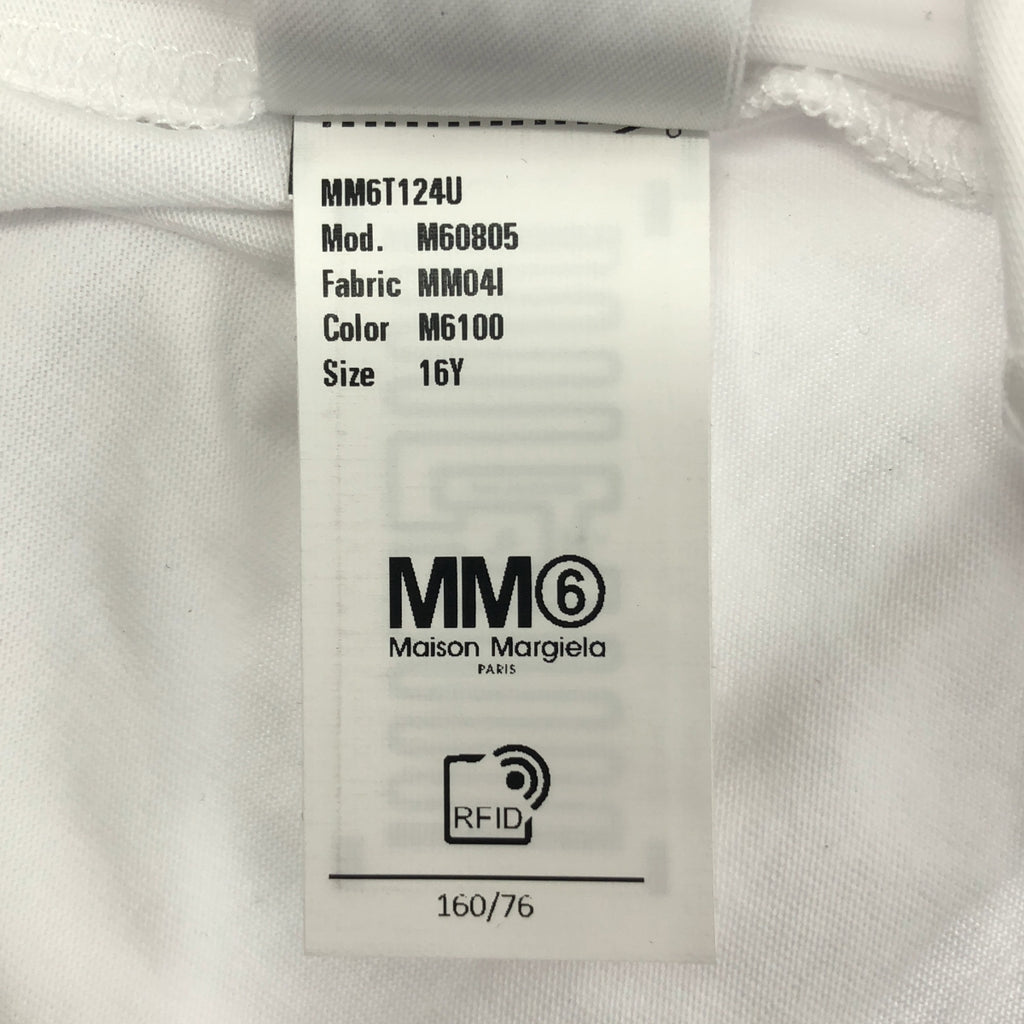 MM6T124U
Mod. M60805
Fabric MM04I
Color M6100
Size 16Y
MM⑥
Maison Margiela
PARIS
RFID
160/76